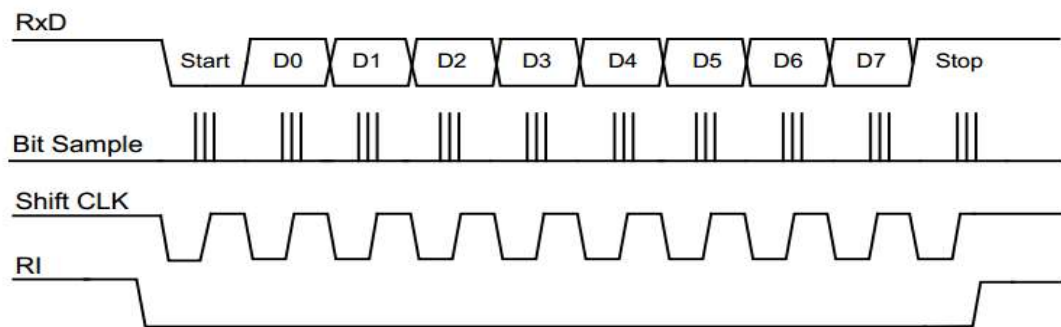 RxD
Start D0 D1 D2 D3 D4 D5 D6 D7 Stop
Bit Sample
Shift CLK
RI